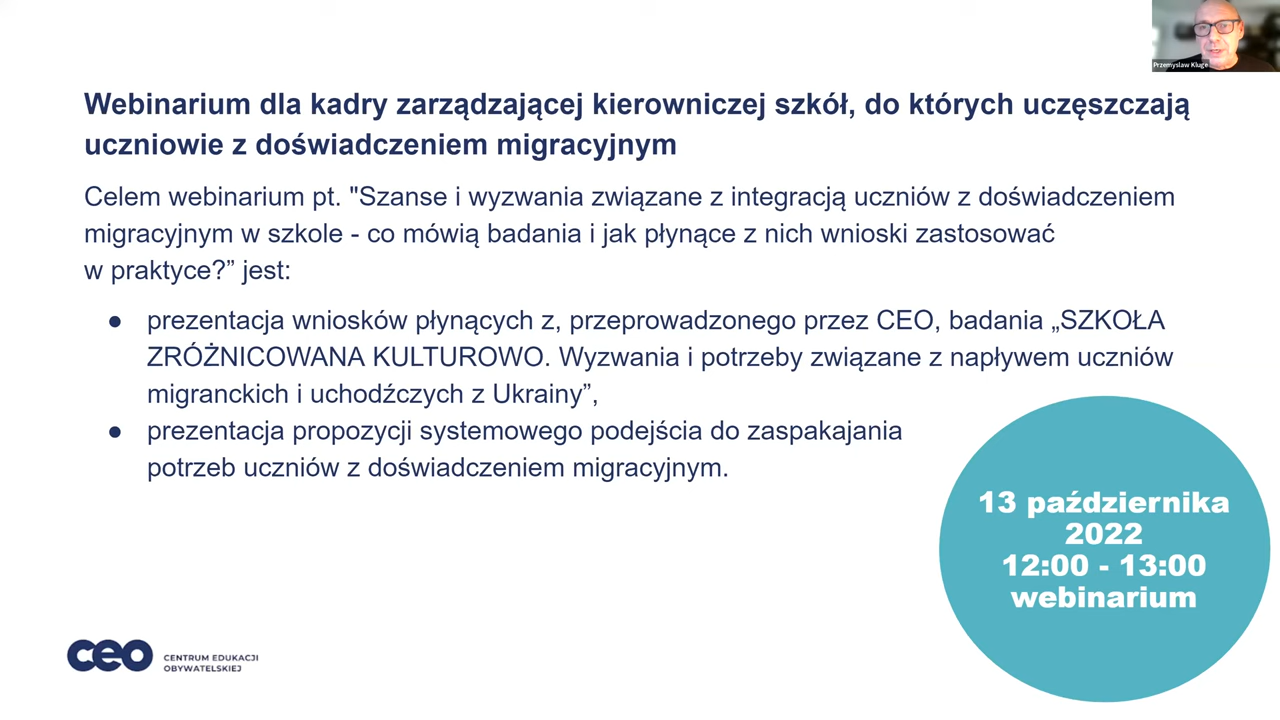 Przemyslaw Kluge
Webinarium dla kadry zarządzającej kierowniczej szkół, do których uczęszczają
uczniowie z doświadczeniem migracyjnym
Celem webinarium pt. "Szanse i wyzwania związane z integracją uczniów z doświadczeniem
migracyjnym w szkole - co mówią badania i jak płynące z nich wnioski zastosować
w praktyce?” jest:
● prezentacja wniosków płynących z, przeprowadzonego przez CEO, badania „SZKOŁA
ZRÓŻNICOWANA KULTUROWO. Wyzwania i potrzeby związane z napływem uczniów
migranckich i uchodźczych z Ukrainy”,
● prezentacja propozycji systemowego podejścia do zaspakajania
potrzeb uczniów z doświadczeniem migracyjnym.
13 października
2022
12:00 - 13:00
webinarium
ceo
CENTRUM EDUKACJI
OBYWATELSKIEJ